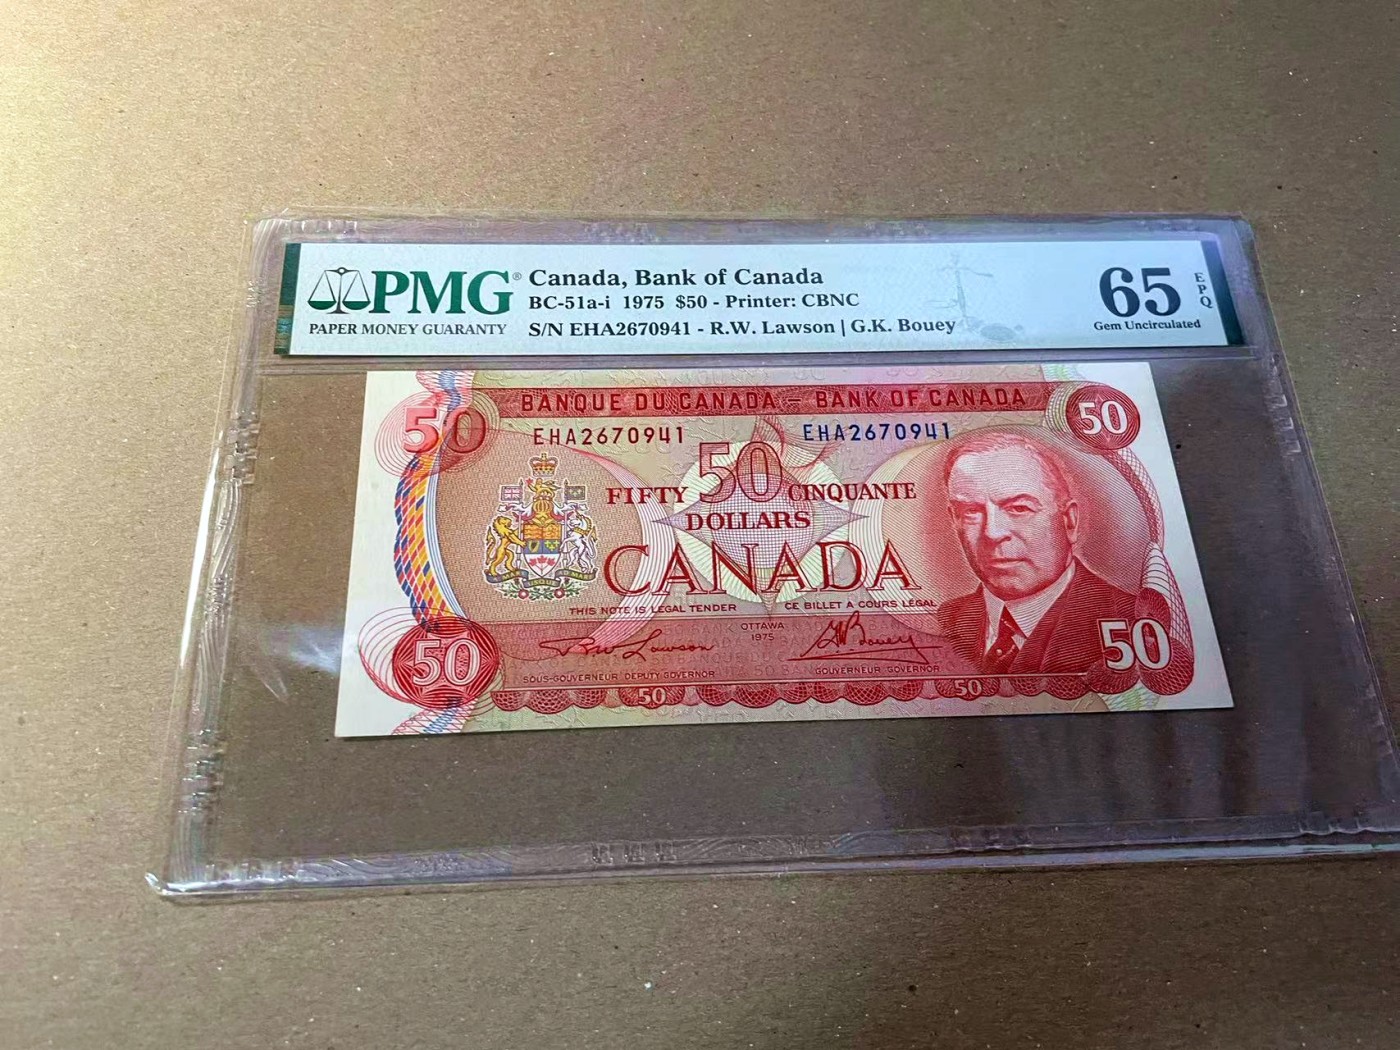 PMG®
PAPER MONEY GUARANTY
Canada, Bank of Canada
BC-51a-i 1975 $50 - Printer: CBNC
S/N EHA2670941 - R.W. Lawson | G.K. Bouey
65
EPQ
Gem Uncirculated
BANQUE DU CANADA – BANK OF CANADA
50
50
EHA2670941
EHA2670941
50
FIFTY CINQUANTE
DOLLARS
CANADA
THIS NOTE IS LEGAL TENDER CE BILLET A COURS LEGAL
OTTAWA
1975
50
50
SOUS-GOUVERNEUR DEPUTY-GOVERNOR
GOUVERNEUR GOVERNOR
50
50